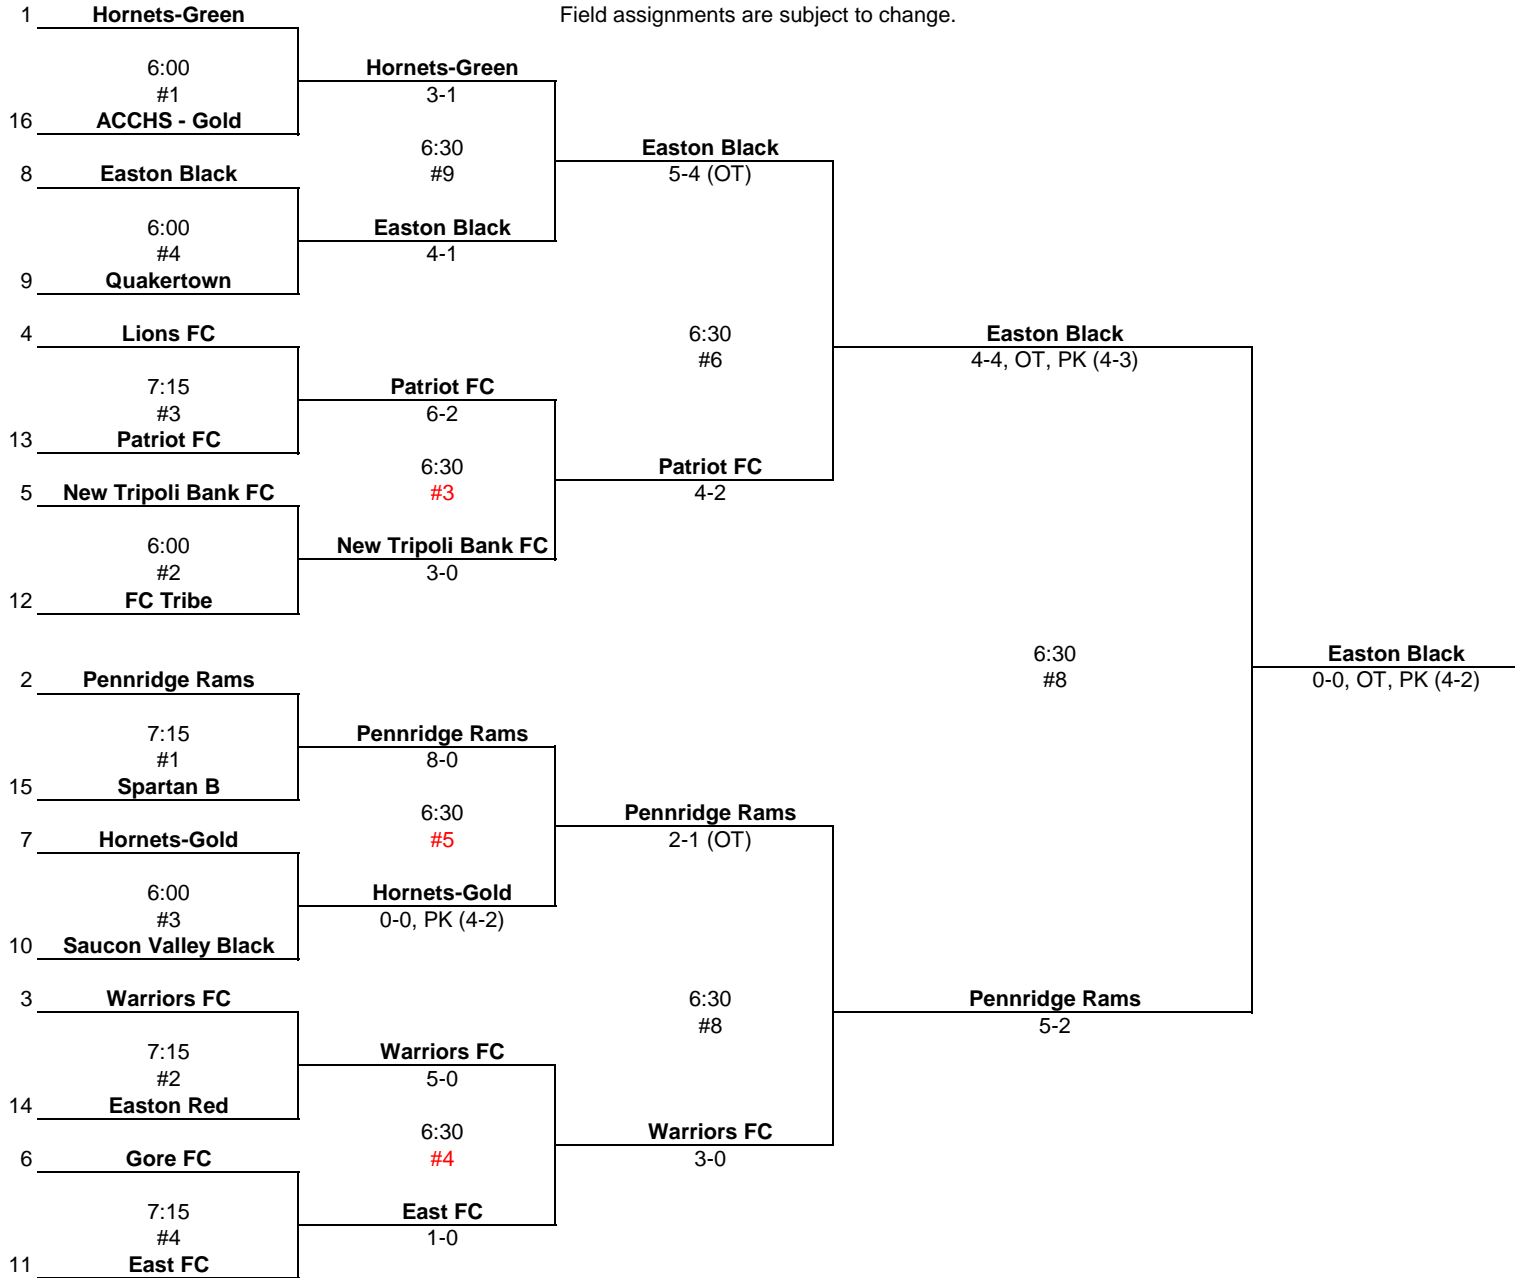 1 Hornets-Green Field assignments are subject to change.
6:00 Hornets-Green
#1 3-1
16 ACCHS - Gold
6:30 Easton Black
8 Easton Black #9 5-4 (OT)
6:00 Easton Black
#4 4-1
9 Quakertown
4 Lions FC 6:30 Easton Black
#6 4-4, OT, PK (4-3)
7:15 Patriot FC
#3 6-2
13 Patriot FC
6:30 Patriot FC
5 New Tripoli Bank FC #3 4-2
6:00 New Tripoli Bank FC
#2 3-0
12 FC Tribe
6:30 Easton Black
2 Pennridge Rams #8 0-0, OT, PK (4-2)
7:15 Pennridge Rams
#1 8-0
15 Spartan B
6:30 Pennridge Rams
7 Hornets-Gold #5 2-1 (OT)
6:00 Hornets-Gold
#3 0-0, PK (4-2)
10 Saucon Valley Black
3 Warriors FC 6:30 Pennridge Rams
#8 5-2
7:15 Warriors FC
#2 5-0
14 Easton Red
6:30 Warriors FC
6 Gore FC #4 3-0
7:15 East FC
#4 1-0
11 East FC